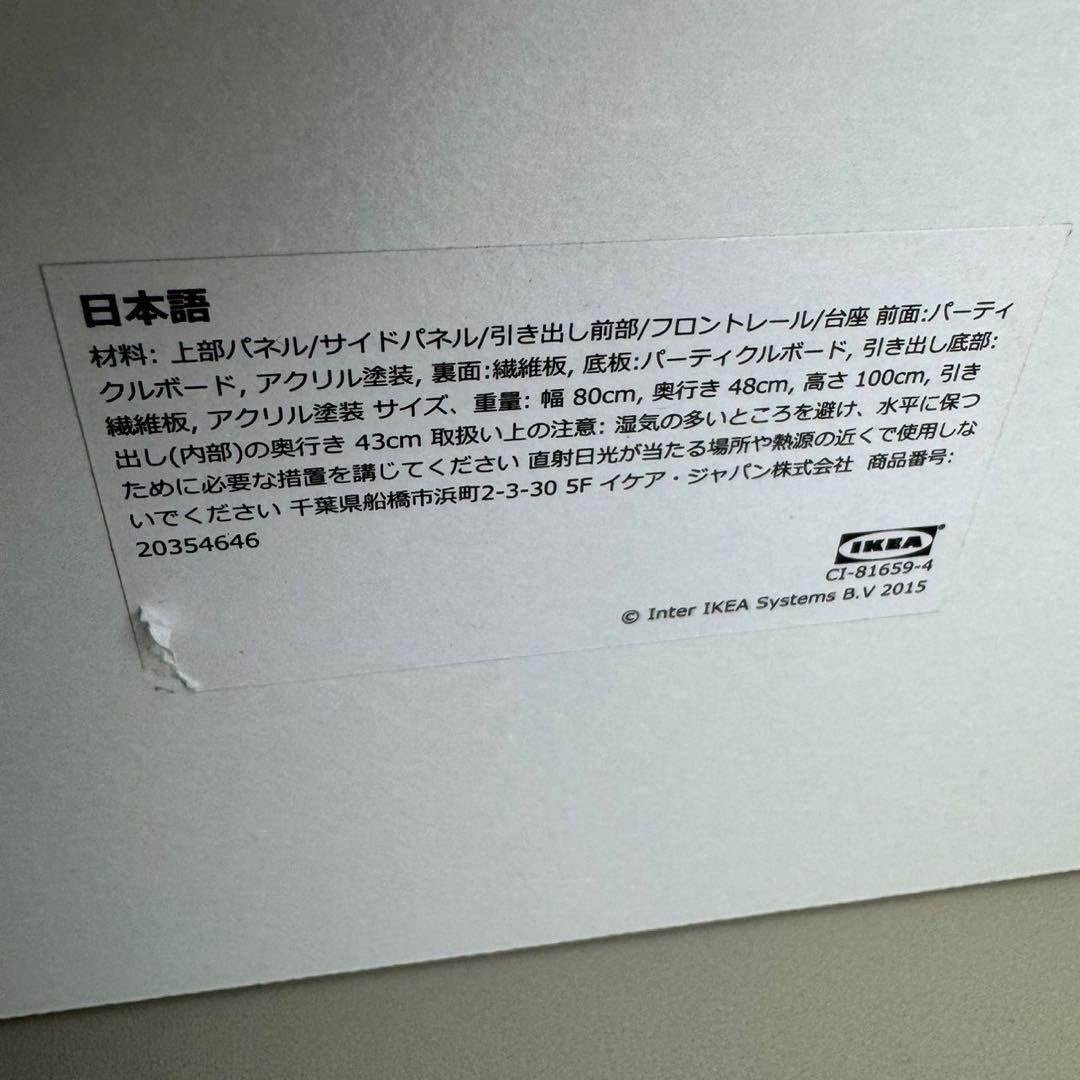 日本語
材料: 上部パネル/サイドパネル/引き出し前部/フロントレール/台座 前面:パーティ
クルボード, アクリル塗装, 裏面:繊維板, 底板:パーティクルボード, 引き出し底部:
繊維板, アクリル塗装 サイズ、重量: 幅 80cm, 奥行き 48cm, 高さ 100cm, 引き
出し(内部)の奥行き 43cm 取扱い上の注意: 湿気の多いところを避け、水平に保つ
ために必要な措置を講じてください 直射日光が当たる場所や熱源の近くで使用しな
いでください 千葉県船橋市浜町2-3-30 5F イケア・ジャパン株式会社 商品番号:
20354646
IKEA®
CI-81659-4
© Inter IKEA Systems B.V 2015